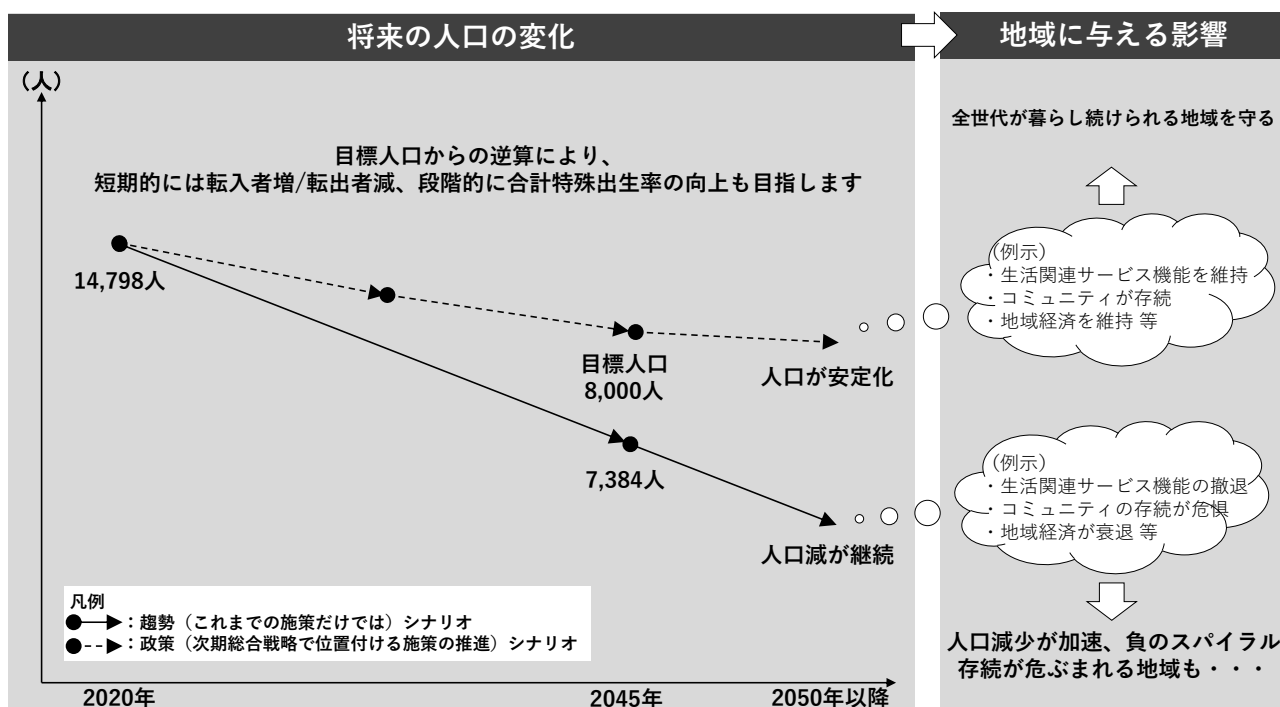 将来の人口の変化
地域に与える影響
(人)
目標人口からの逆算により、
短期的には転入者増/転出者減、段階的に合計特殊出生率の向上も目指します
14,798人
目標人口
8,000人
人口が安定化
7,384人
人口減が継続
凡例
：趨勢（これまでの施策だけでは）シナリオ
：政策（次期総合戦略で位置付ける施策の推進）シナリオ
2020年
2045年
2050年以降
全世代が暮らし続けられる地域を守る
(例示)
・生活関連サービス機能を維持
・コミュニティが存続
・地域経済を維持 等
(例示)
・生活関連サービス機能の撤退
・コミュニティの存続が危惧
・地域経済が衰退 等
人口減少が加速、負のスパイラル
存続が危ぶまれる地域も・・・